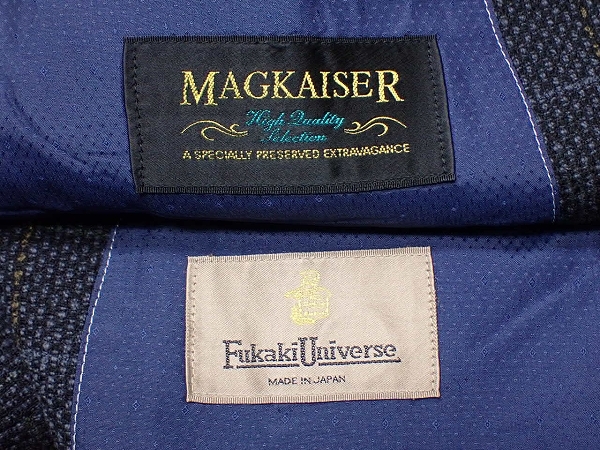 MAGKAISER
High Quality
Selection
A SPECIALLY PRESERVED EXTRAVAGANCE
FukakiUniverse
MADE IN JAPAN